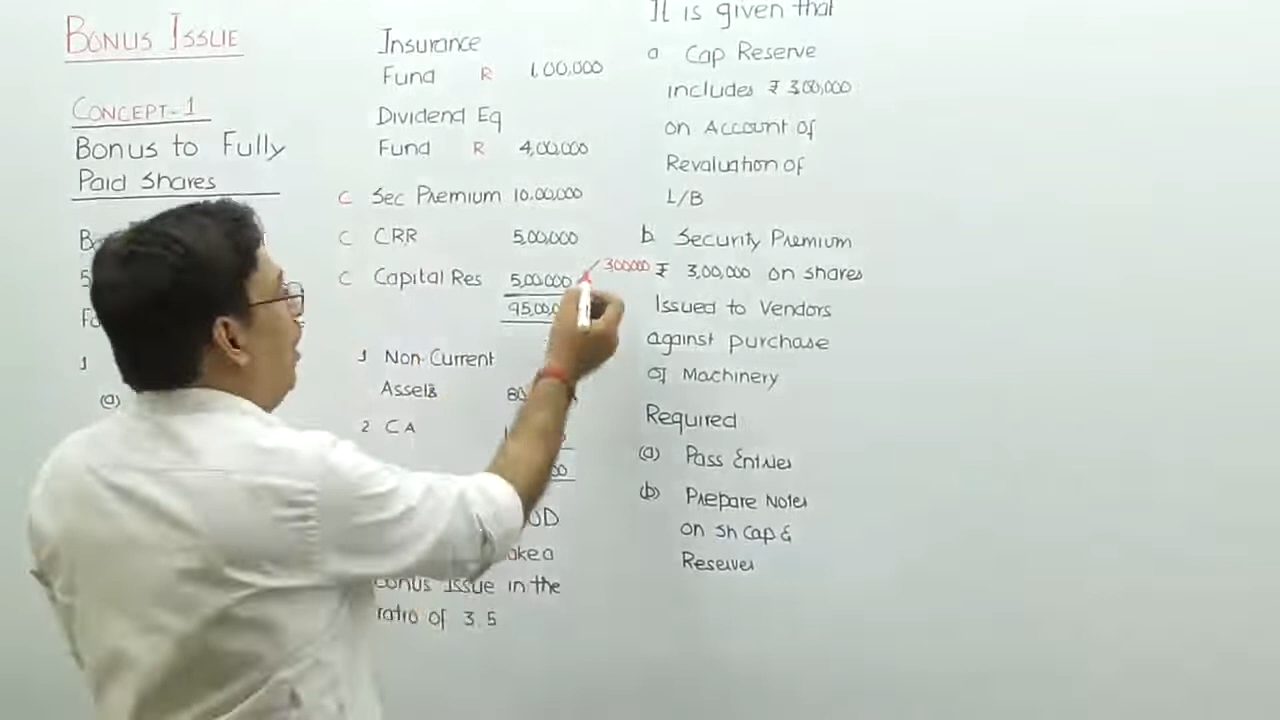 BONUS ISSUE
CONCEPT-1
Bonus to Fully
Paid Shares
1
(a)
Insurance
Fund R 1,00,000
Dividend Eq
Fund R 4,00,000
C Sec Premium 10,00,000
C CRR 5,00,000
C Capital Res 5,00,000 300000
1 Non-Current
Assets
2 CA
Bonus Issue in the
ratio of 3:5
It is given that
a Cap Reserve
includes ₹ 3,00,000
on Account of
Revaluation of
L/B
b Security Premium
₹ 3,00,000 on shares
Issued to Vendors
against purchase
of Machinery
Required
(a) Pass Entries
(b) Prepare Notes
on Sh Cap &
Reserves